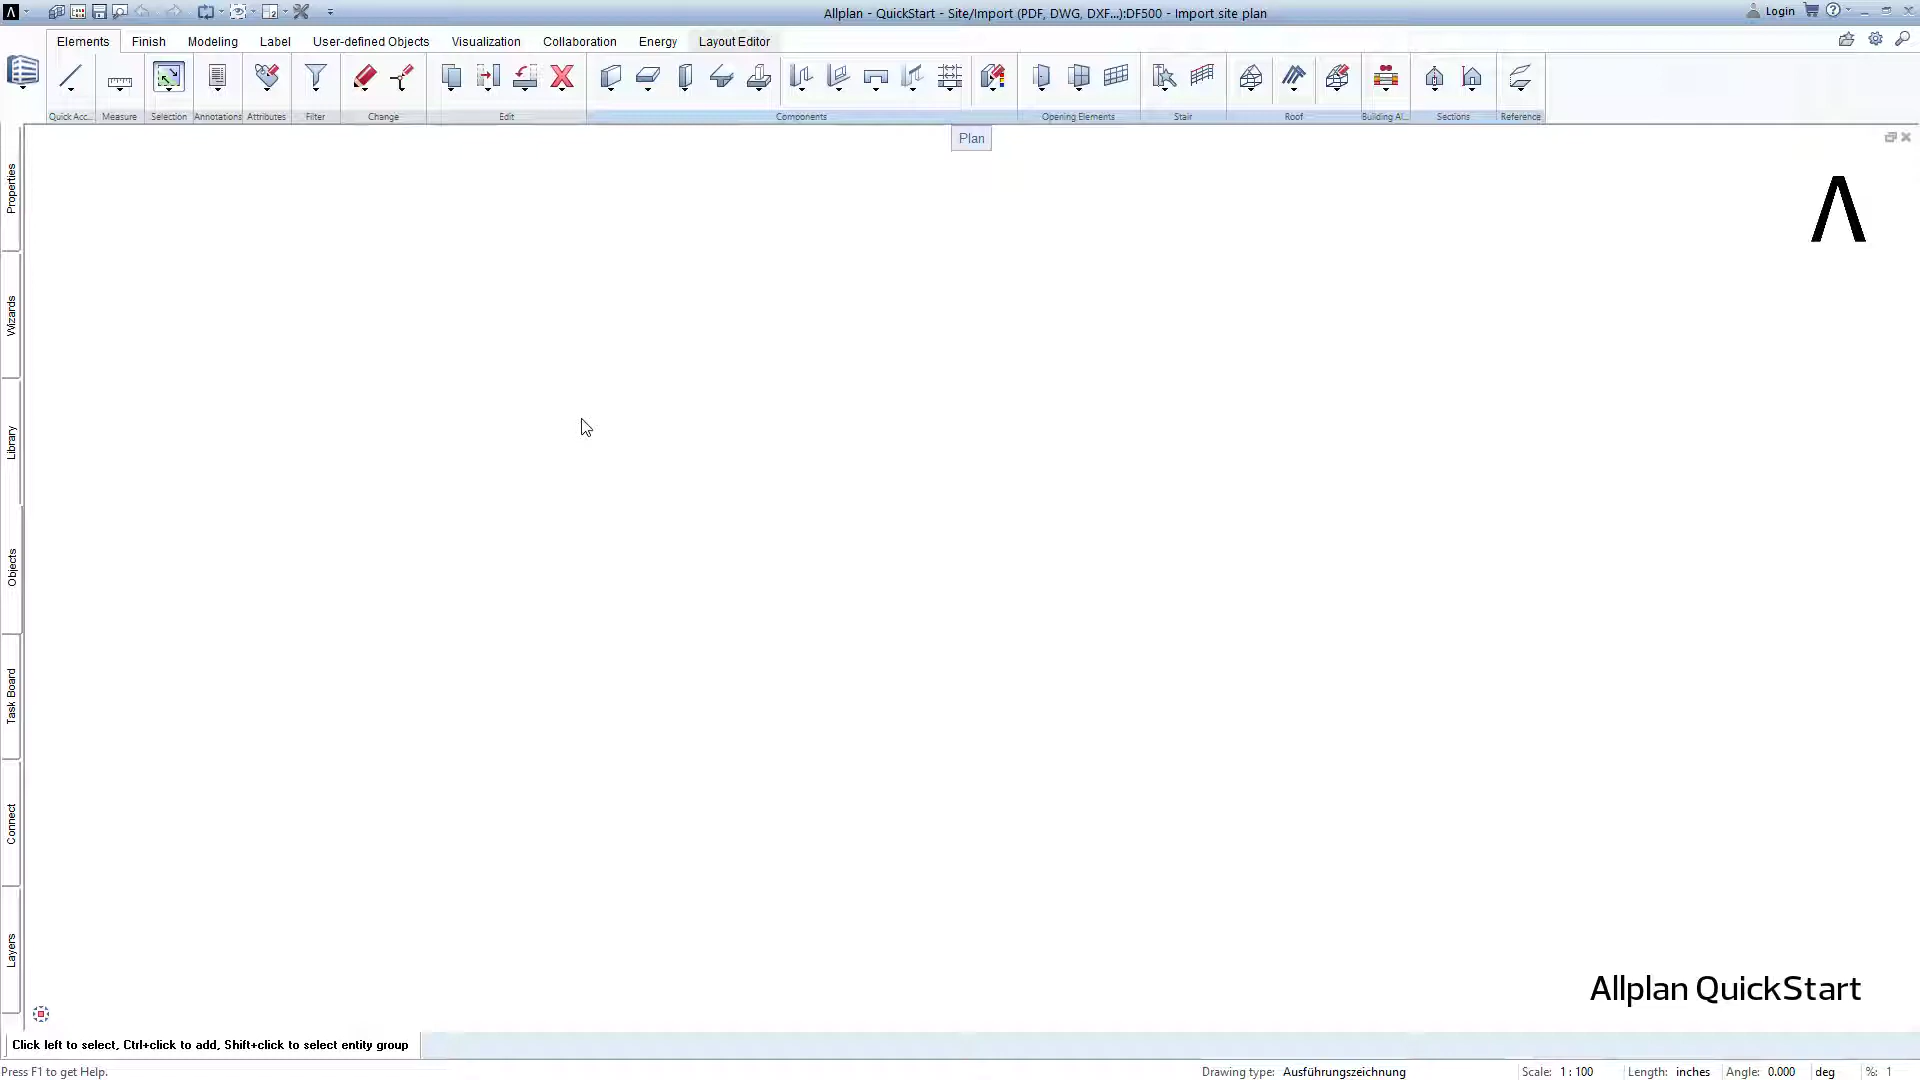 Allplan - QuickStart - Site/Import (PDF, DWG, DXF...):DF500 - Import site plan
Login
Elements Finish Modeling Label User-defined Objects Visualization Collaboration Energy Layout Editor
Quick Acc... Measure Selection Annotations Attributes Filter Change Edit Components Opening Elements Stair Roof Building Al... Sections Reference
Plan
Properties
Wizards
Library
Objects
Task Board
Connect
Layers
Allplan QuickStart
Click left to select, Ctrl+click to add, Shift+click to select entity group
Press F1 to get Help.
Drawing type: Ausführungszeichnung Scale: 1 : 100 Length: inches Angle: 0.000 deg %: 1